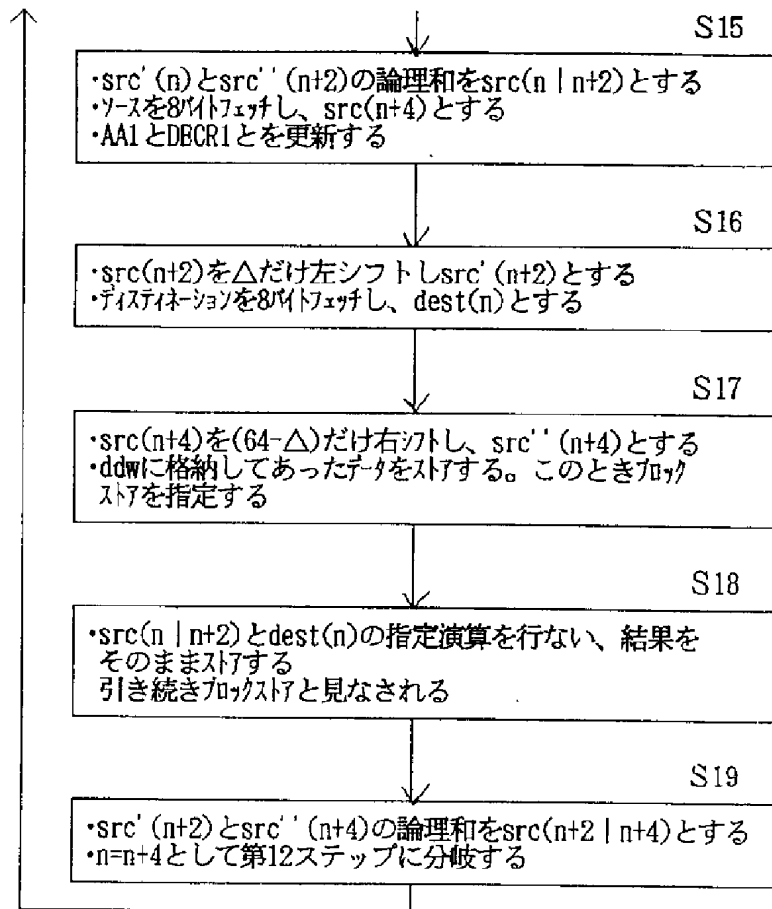 S15
・src'(n)とsrc''(n+2)の論理和をsrc(n | n+2)とする
・ソースを8バイトフェッチし、src(n+4)とする
・AA1とDECR1とを更新する
S16
・src(n+2)を△だけ左シフトしsrc'(n+2)とする
・ディスティネーションを8バイトフェッチし、dest(n)とする
S17
・src(n+4)を(64-△)だけ右シフトし、src''(n+4)とする
・ddwに格納してあったデータをストアする。このときブロック
ストアを指定する
S18
・src(n | n+2)とdest(n)の指定演算を行ない、結果を
そのままストアする
引き続きブロックストアと見なされる
S19
・src'(n+2)とsrc''(n+4)の論理和をsrc(n+2 | n+4)とする
・n=n+4として第12ステップに分岐する